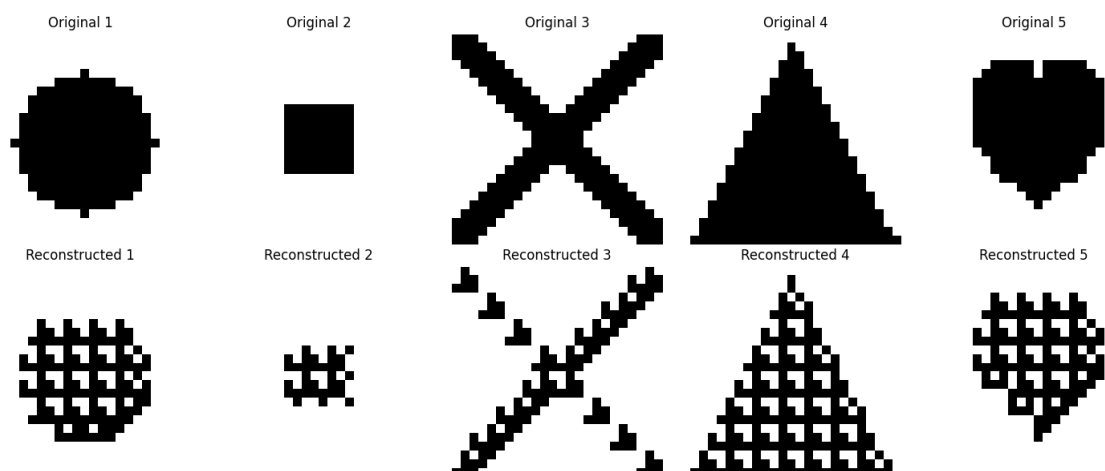 Original 1
Original 2
Original 3
Original 4
Original 5
Reconstructed 1
Reconstructed 2
Reconstructed 3
Reconstructed 4
Reconstructed 5